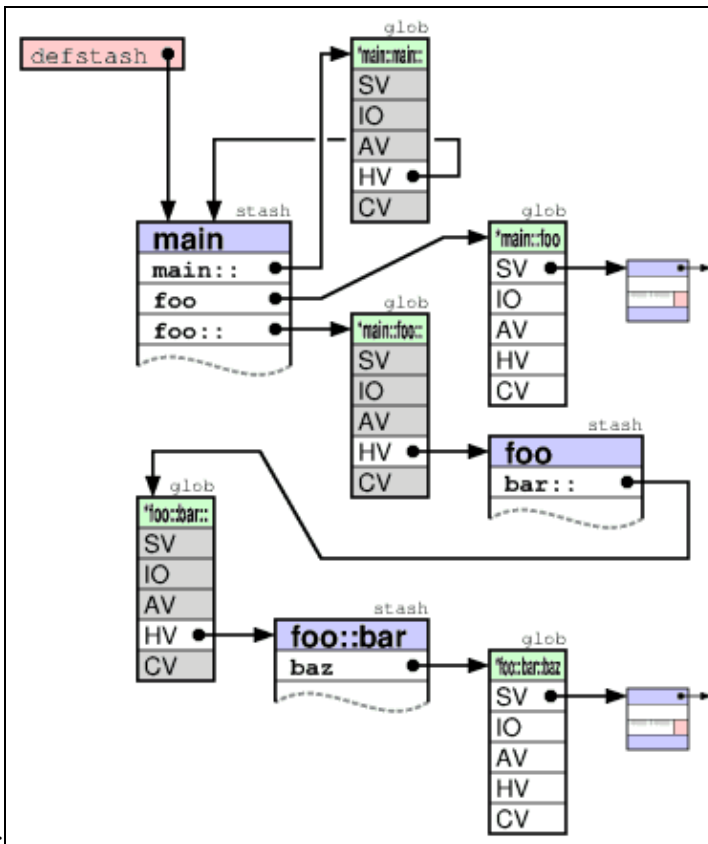 glob
defstash
*main::main::
SV
IO
AV
HV
CV
stash
main
main::
foo
foo::
glob
*main::foo
SV
IO
AV
HV
CV
glob
*main::foo::
SV
IO
AV
HV
CV
stash
foo
bar::
glob
*foo::bar::
SV
IO
AV
HV
CV
stash
foo::bar
baz
glob
*foo::bar::baz
SV
IO
AV
HV
CV